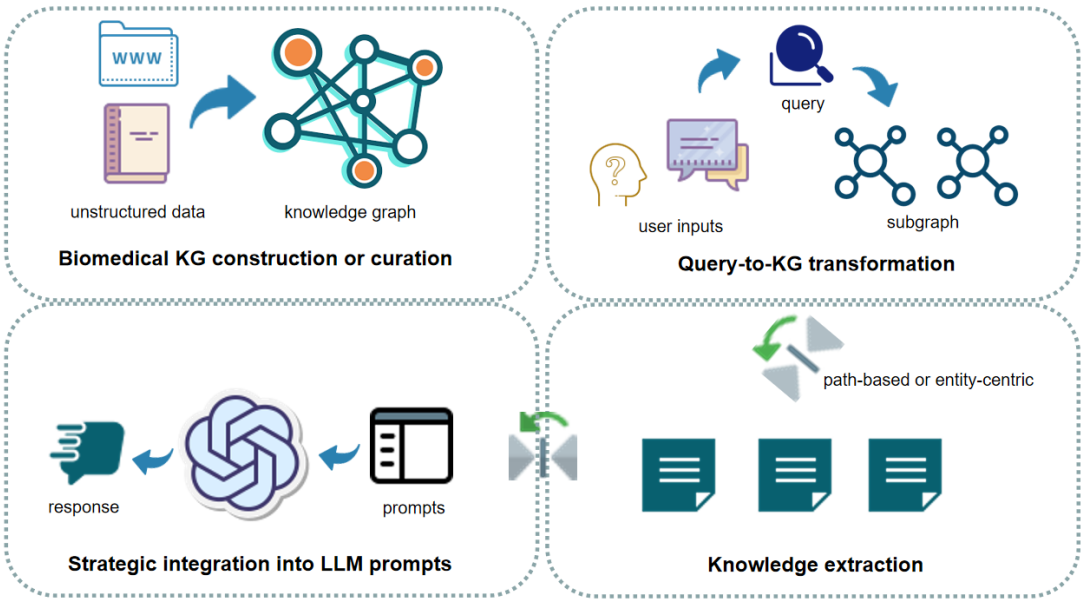 WWW
unstructured data
knowledge graph
Biomedical KG construction or curation
query
?
user inputs
subgraph
Query-to-KG transformation
response
prompts
Strategic integration into LLM prompts
path-based or entity-centric
Knowledge extraction